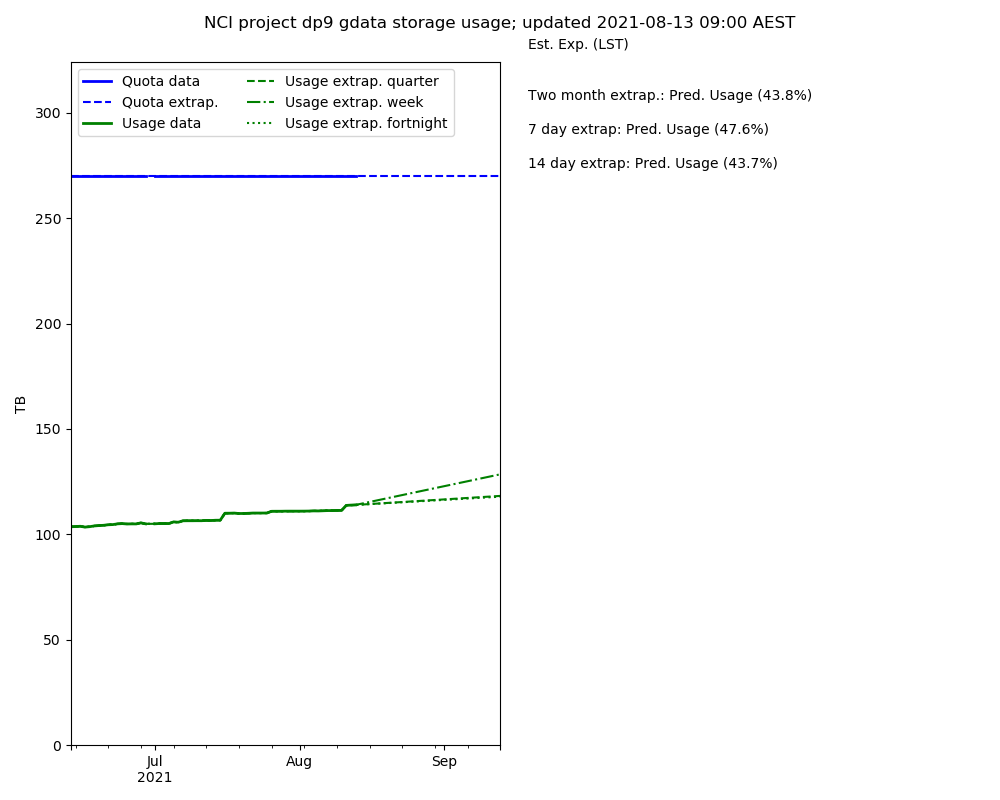 NCI project dp9 gdata storage usage; updated 2021-08-13 09:00 AEST
Est. Exp. (LST)
Quota data
Quota extrap.
Usage data
Usage extrap. quarter
Usage extrap. week
Usage extrap. fortnight
Two month extrap.: Pred. Usage (43.8%)
7 day extrap: Pred. Usage (47.6%)
14 day extrap: Pred. Usage (43.7%)
300
250
200
150
100
50
0
TB
Jul
2021
Aug
Sep